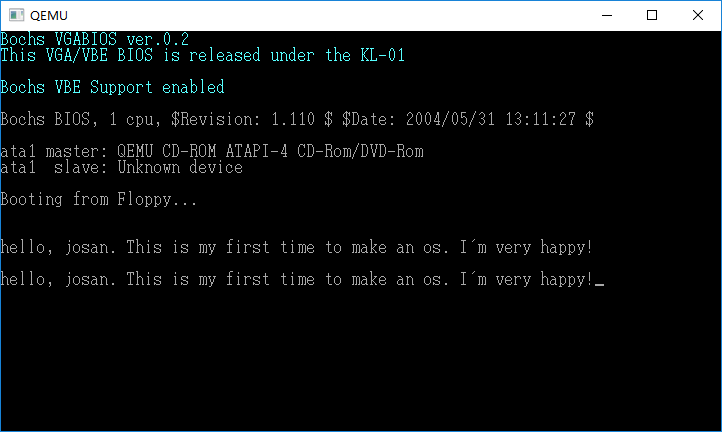 QEMU
Bochs VGABIOS ver.0.2
This VGA/VBE BIOS is released under the KL-01
Bochs VBE Support enabled
Bochs BIOS, 1 cpu, $Revision: 1.110 $ $Date: 2004/05/31 13:11:27 $
ata1 master: QEMU CD-ROM ATAPI-4 CD-Rom/DVD-Rom
ata1  slave: Unknown device
Booting from Floppy...
hello, josan. This is my first time to make an os. I´m very happy!
hello, josan. This is my first time to make an os. I´m very happy!_